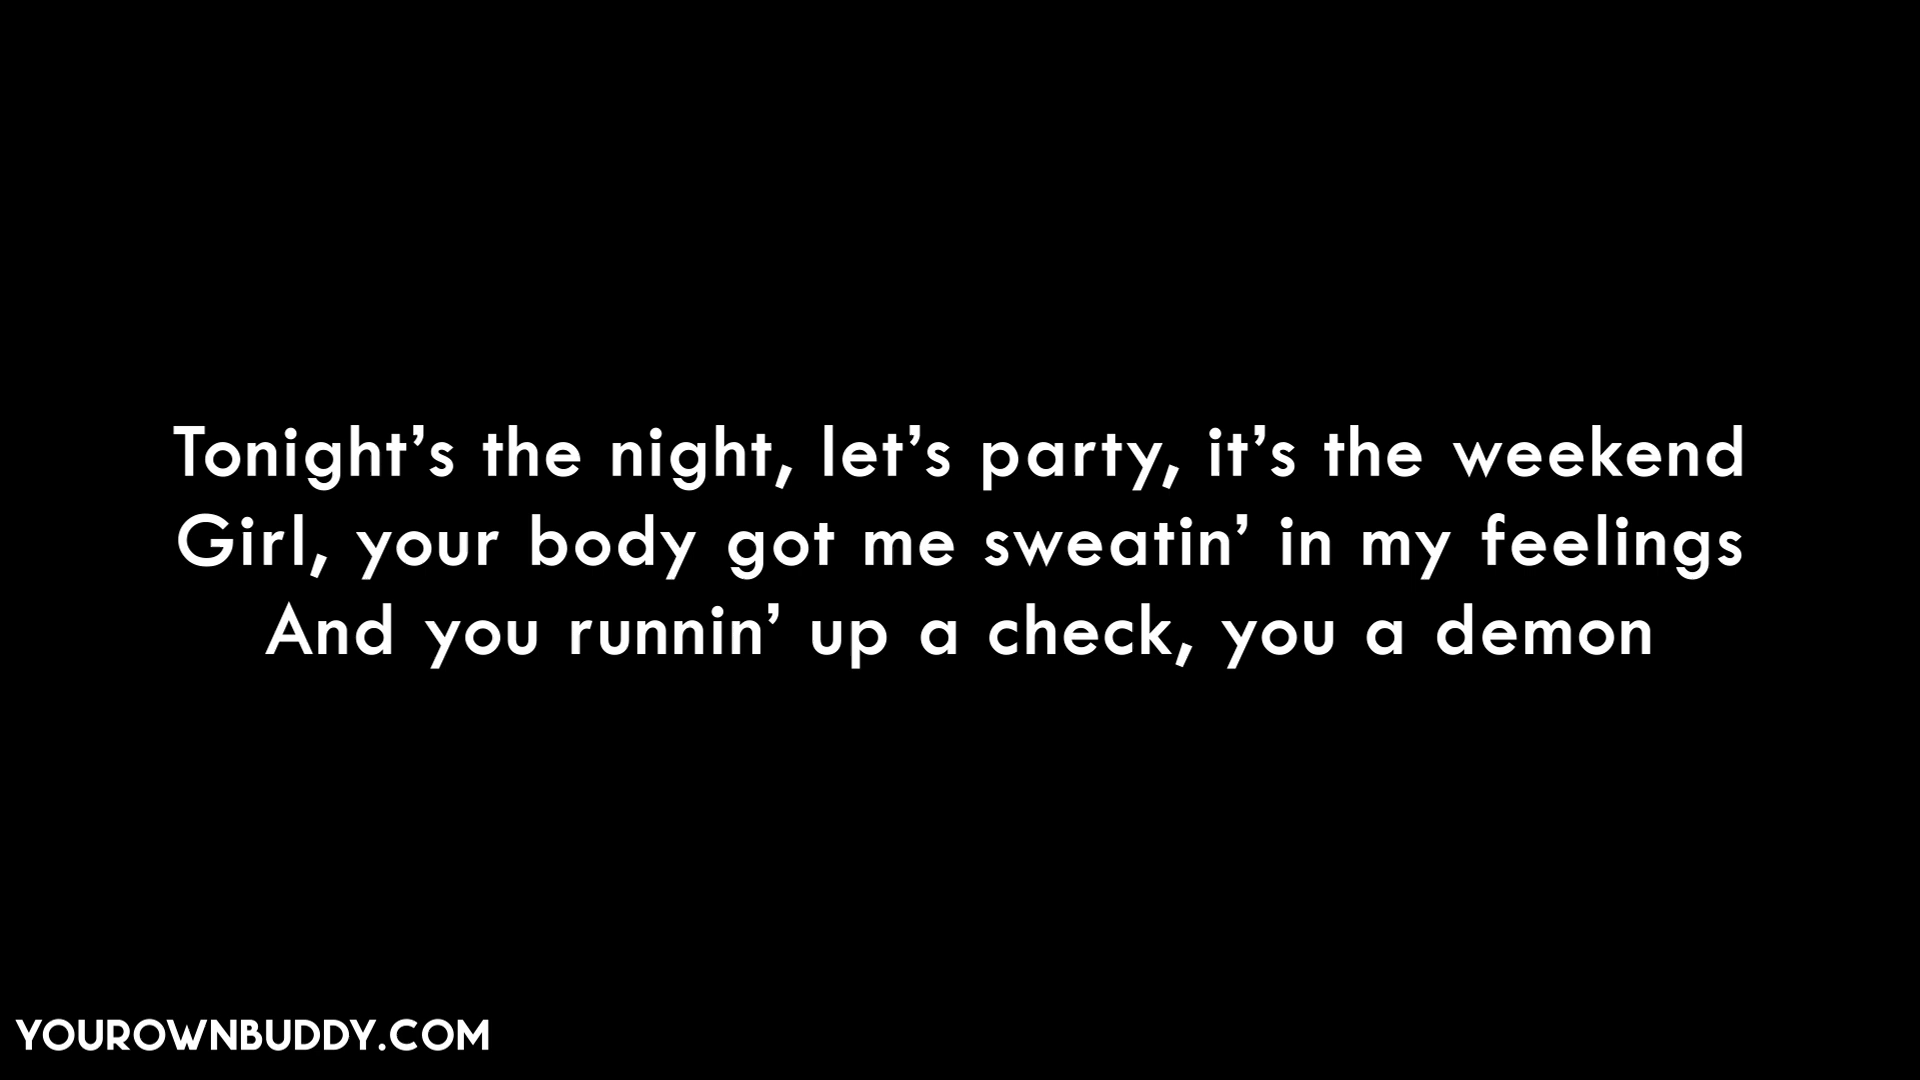 Tonight’s the night, let’s party, it’s the weekend
Girl, your body got me sweatin’ in my feelings
And you runnin’ up a check, you a demon
YOUROWNBUDDY.COM